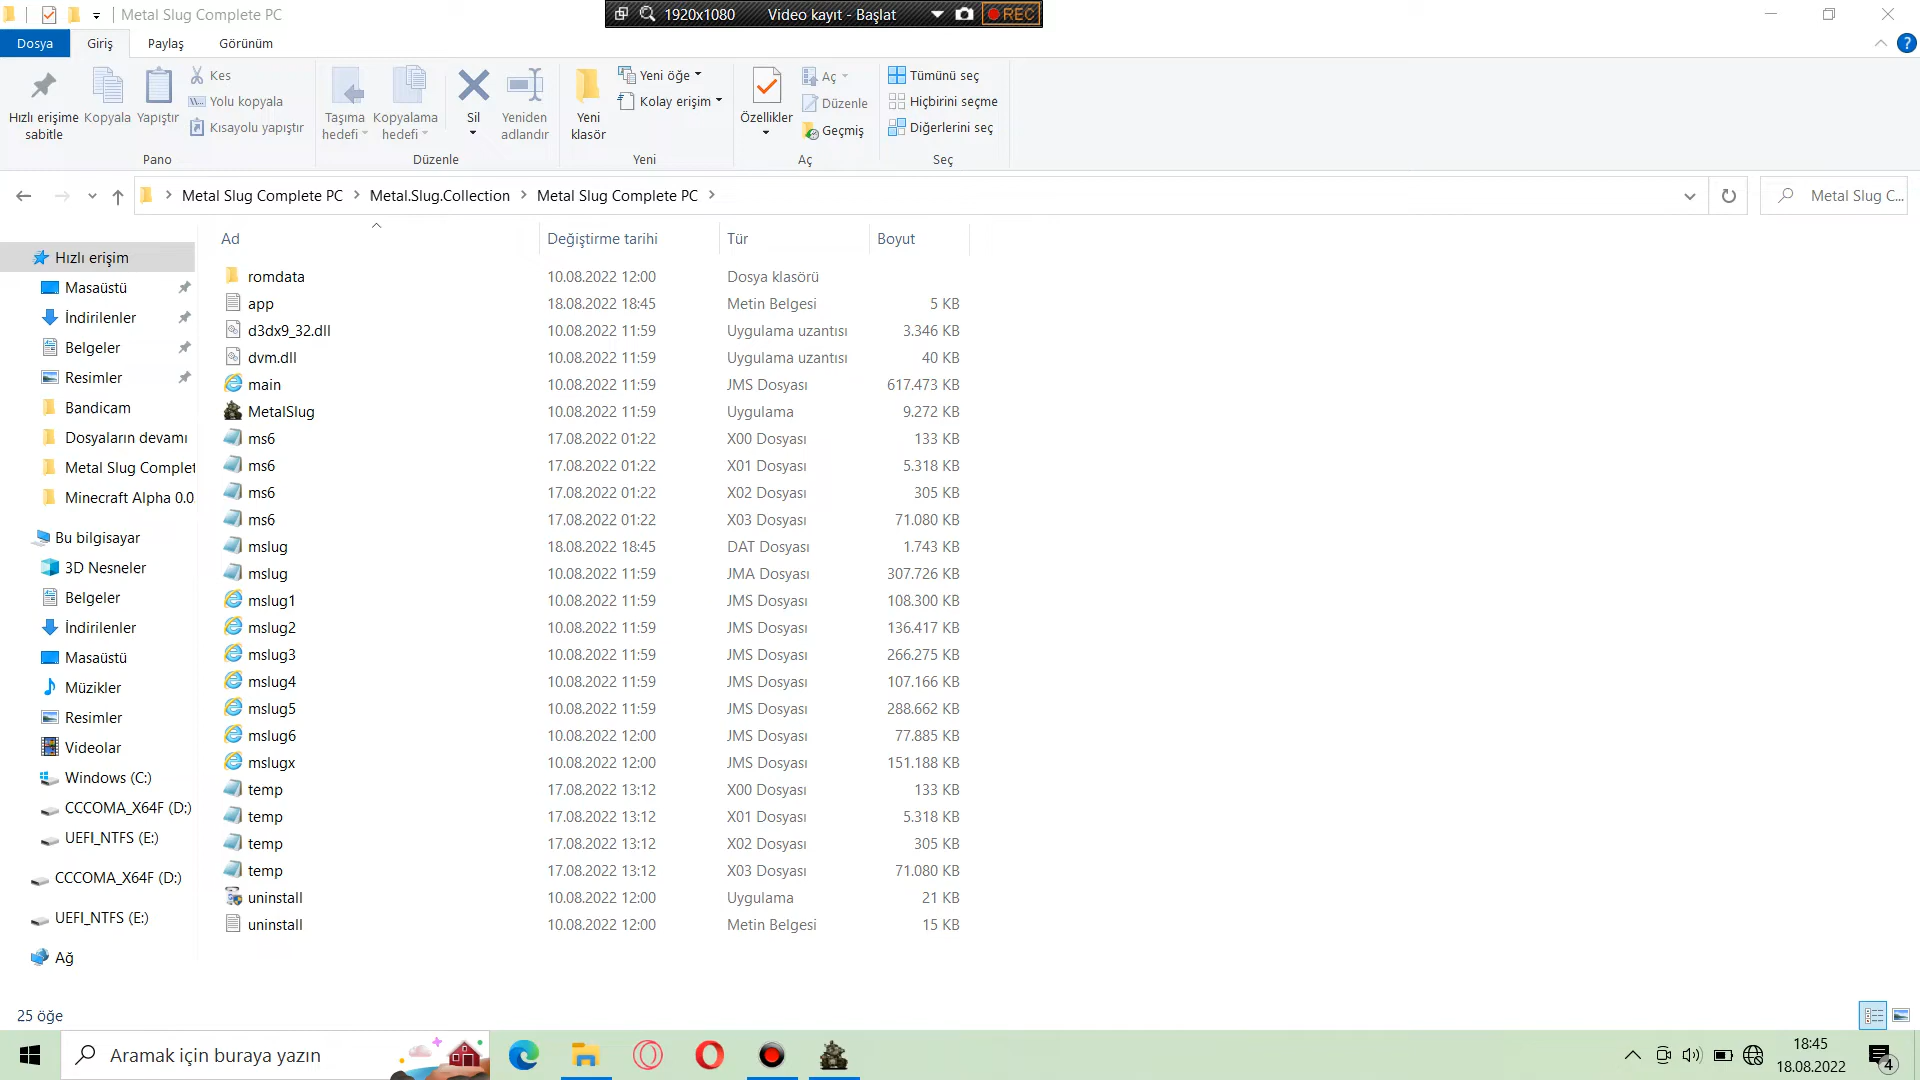 Metal Slug Complete PC
1920x1080 Video kayıt - Başlat REC
Dosya Giriş Paylaş Görünüm
Hızlı erişime sabitle
Kopyala
Yapıştır
Kes
Yolu kopyala
Kısayolu yapıştır
Pano
Taşıma hedefi
Kopyalama hedefi
Sil
Yeniden adlandır
Düzenle
Yeni klasör
Yeni öğe
Kolay erişim
Yeni
Özellikler
Aç
Düzenle
Geçmiş
Aç
Tümünü seç
Hiçbirini seçme
Diğerlerini seç
Seç
Metal Slug Complete PC > Metal.Slug.Collection > Metal Slug Complete PC >
Metal Slug C...
Hızlı erişim
Masaüstü
İndirilenler
Belgeler
Resimler
Bandicam
Dosyaların devamı
Metal Slug Complet
Minecraft Alpha 0.0
Bu bilgisayar
3D Nesneler
Belgeler
İndirilenler
Masaüstü
Müzikler
Resimler
Videolar
Windows (C:)
CCCOMA_X64F (D:)
UEFI_NTFS (E:)
CCCOMA_X64F (D:)
UEFI_NTFS (E:)
Ağ
Ad Değiştirme tarihi Tür Boyut
romdata 10.08.2022 12:00 Dosya klasörü
app 18.08.2022 18:45 Metin Belgesi 5 KB
d3dx9_32.dll 10.08.2022 11:59 Uygulama uzantısı 3.346 KB
dvm.dll 10.08.2022 11:59 Uygulama uzantısı 40 KB
main 10.08.2022 11:59 JMS Dosyası 617.473 KB
MetalSlug 10.08.2022 11:59 Uygulama 9.272 KB
ms6 17.08.2022 01:22 X00 Dosyası 133 KB
ms6 17.08.2022 01:22 X01 Dosyası 5.318 KB
ms6 17.08.2022 01:22 X02 Dosyası 305 KB
ms6 17.08.2022 01:22 X03 Dosyası 71.080 KB
mslug 18.08.2022 18:45 DAT Dosyası 1.743 KB
mslug 10.08.2022 11:59 JMA Dosyası 307.726 KB
mslug1 10.08.2022 11:59 JMS Dosyası 108.300 KB
mslug2 10.08.2022 11:59 JMS Dosyası 136.417 KB
mslug3 10.08.2022 11:59 JMS Dosyası 266.275 KB
mslug4 10.08.2022 11:59 JMS Dosyası 107.166 KB
mslug5 10.08.2022 11:59 JMS Dosyası 288.662 KB
mslug6 10.08.2022 12:00 JMS Dosyası 77.885 KB
mslugx 10.08.2022 12:00 JMS Dosyası 151.188 KB
temp 17.08.2022 13:12 X00 Dosyası 133 KB
temp 17.08.2022 13:12 X01 Dosyası 5.318 KB
temp 17.08.2022 13:12 X02 Dosyası 305 KB
temp 17.08.2022 13:12 X03 Dosyası 71.080 KB
uninstall 10.08.2022 12:00 Uygulama 21 KB
uninstall 10.08.2022 12:00 Metin Belgesi 15 KB
25 öğe
Aramak için buraya yazın
18:45
18.08.2022
4